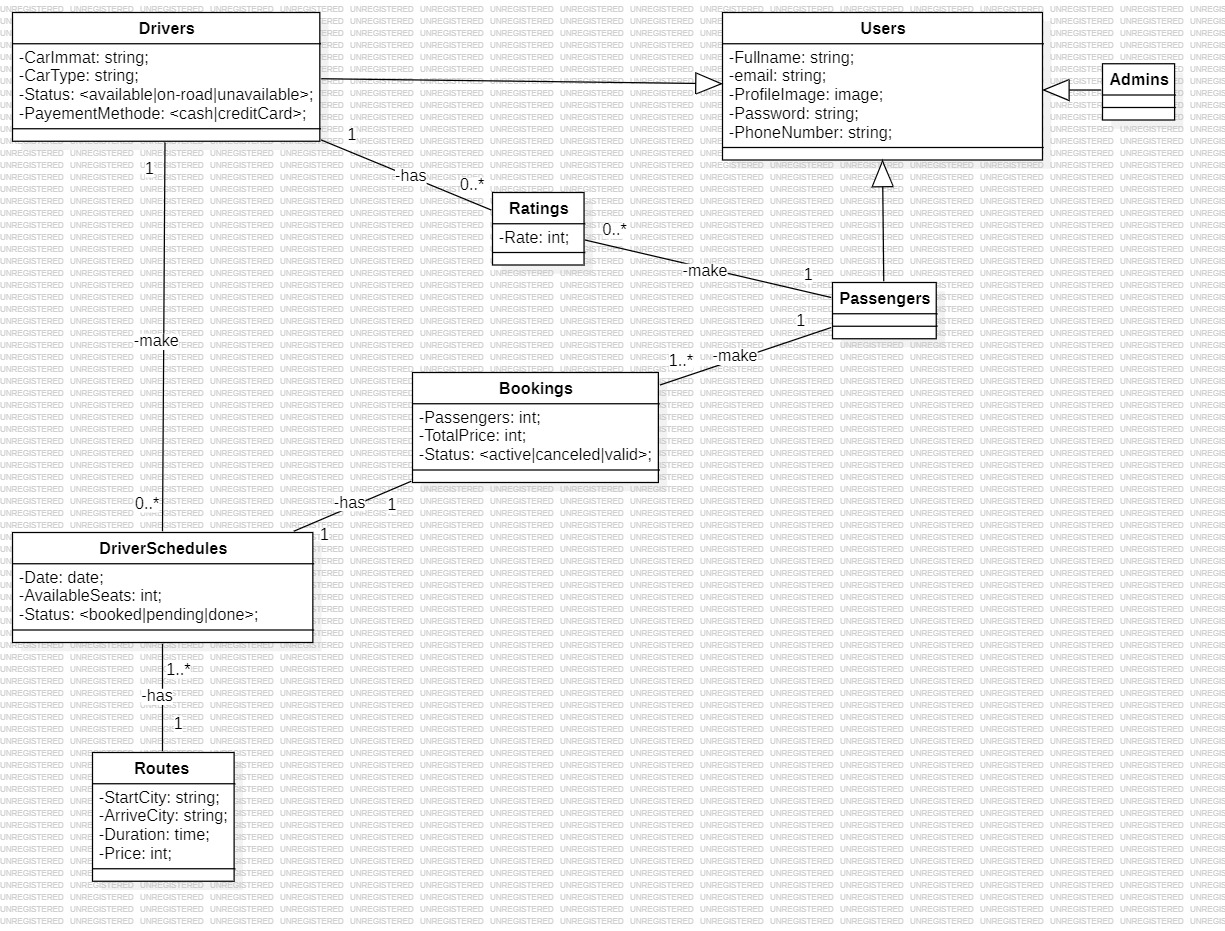 Drivers
-CarImmat: string;
-CarType: string;
-Status: <available|on-road|unavailable>;
-PayementMethode: <cash|creditCard>;
Users
-Fullname: string;
-email: string;
-ProfileImage: image;
-Password: string;
-PhoneNumber: string;
Admins
1
-has
0..*
Ratings
-Rate: int;
0..*
-make
1
Passengers
1
-make
1..*
Bookings
-Passengers: int;
-TotalPrice: int;
-Status: <active|canceled|valid>;
1
-make
0..*
-has
1
1
DriverSchedules
-Date: date;
-AvailableSeats: int;
-Status: <booked|pending|done>;
1..*
-has
1
Routes
-StartCity: string;
-ArriveCity: string;
-Duration: time;
-Price: int;
UNREGISTERED